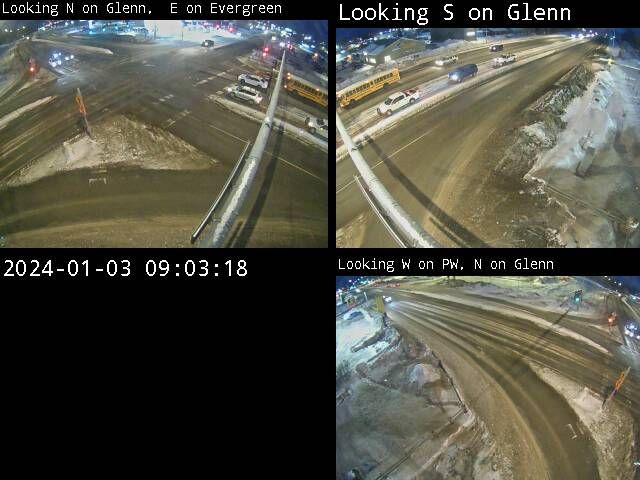 Looking N on Glenn, E on Evergreen
Looking S on Glenn
2024-01-03 09:03:18
Looking W on PW, N on Glenn